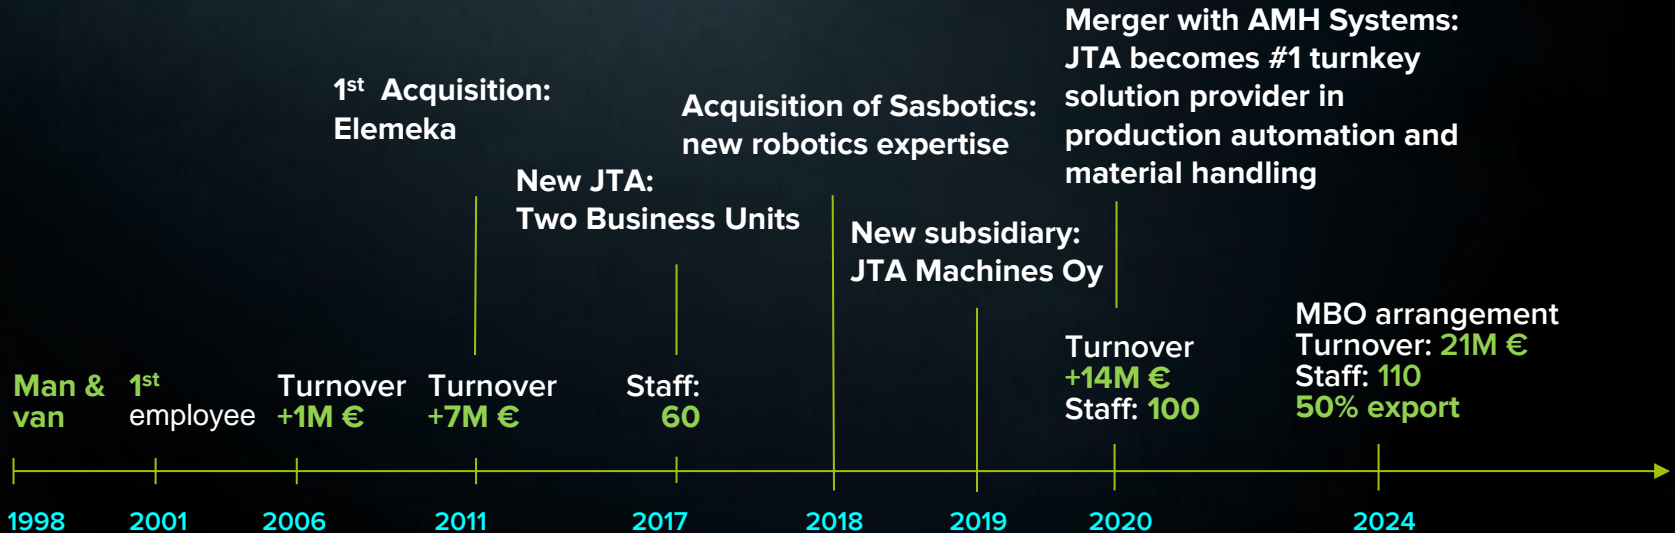 Merger with AMH Systems:
JTA becomes #1 turnkey
solution provider in
production automation and
material handling
1st Acquisition:
Elemeka
Acquisition of Sasbotics:
new robotics expertise
New JTA:
Two Business Units
New subsidiary:
JTA Machines Oy
Man &
van
1st
employee
Turnover
+1M €
Turnover
+7M €
Staff:
60
Turnover
+14M €
Staff: 100
MBO arrangement
Turnover: 21M €
Staff: 110
50% export
1998 2001 2006 2011 2017 2018 2019 2020 2024